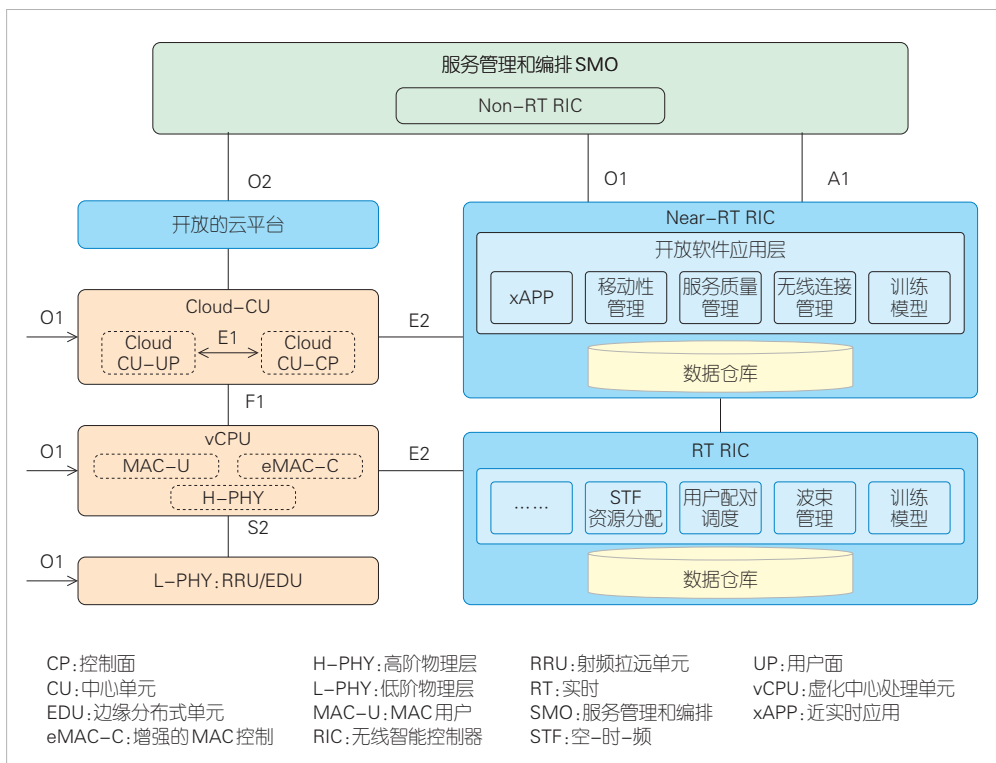 服务管理和编排SMO
Non-RT RIC
O2
O1
A1
开放的云平台
Near-RT RIC
开放软件应用层
xAPP
移动性
管理
服务质量
管理
无线连接
管理
训练
模型
数据仓库
O1
Cloud-CU
Cloud
CU-UP
E1
Cloud
CU-CP
E2
F1
O1
vCPU
MAC-U
eMAC-C
H-PHY
E2
RT RIC
……
STF
资源分配
用户配对
调度
波束
管理
训练
模型
数据仓库
S2
O1
L-PHY:RRU/EDU
CP:控制面
CU:中心单元
EDU:边缘分布式单元
eMAC-C:增强的MAC控制
H-PHY:高阶物理层
L-PHY:低阶物理层
MAC-U:MAC用户
RIC:无线智能控制器
RRU:射频拉远单元
RT:实时
SMO:服务管理和编排
STF:空-时-频
UP:用户面
vCPU:虚化中心处理单元
xAPP:近实时应用